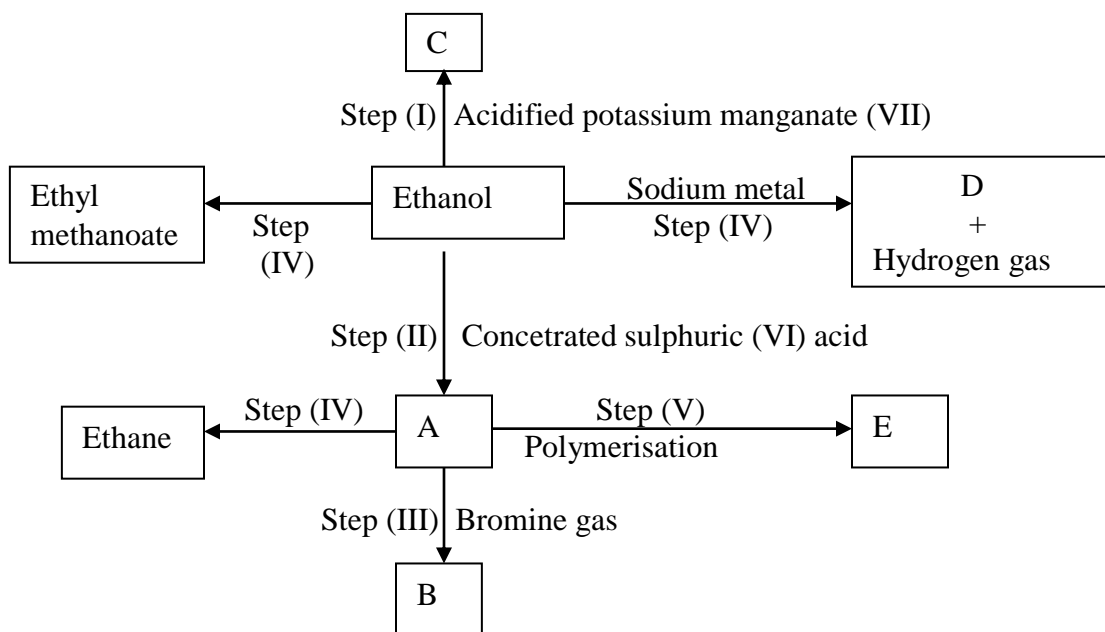 C
Step (I) Acidified potassium manganate (VII)
Ethyl
methanoate
Step
(IV)
Ethanol
Sodium metal
Step (IV)
D
+
Hydrogen gas
Step (II) Concetrated sulphuric (VI) acid
Ethane
Step (IV)
A
Step (V)
Polymerisation
E
Step (III) Bromine gas
B